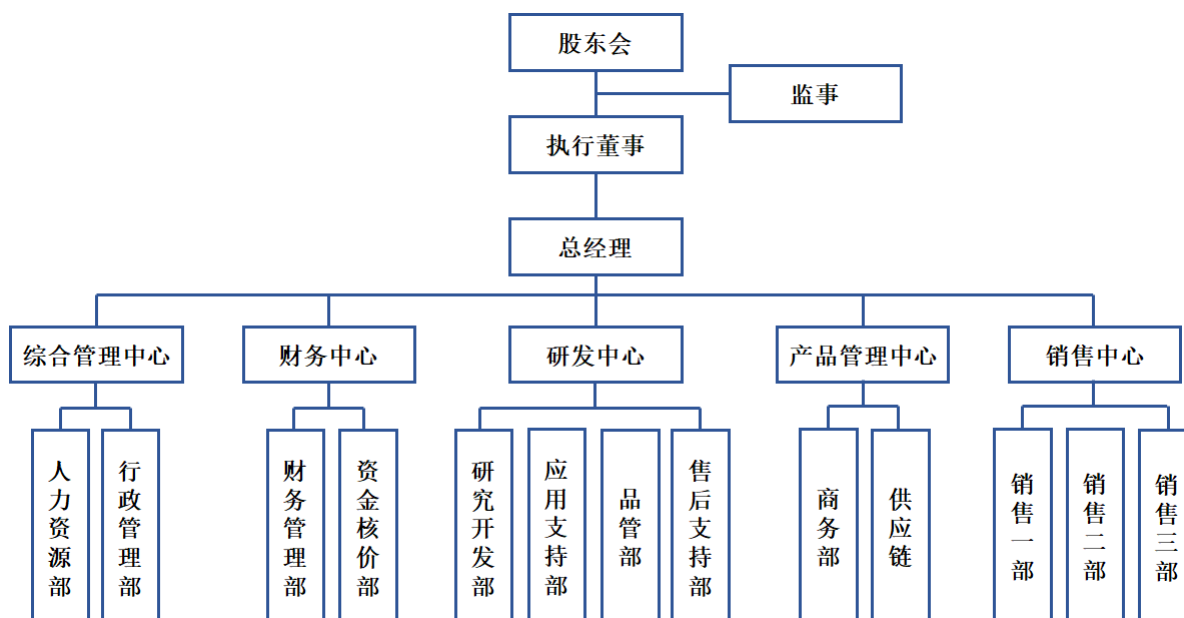 股东会
监事
执行董事
总经理
综合管理中心
财务中心
研发中心
产品管理中心
销售中心
人力资源部
行政管理部
财务管理部
资金核价部
研究开发部
应用支持部
品管部
售后支持部
商务部
供应链
销售一部
销售二部
销售三部